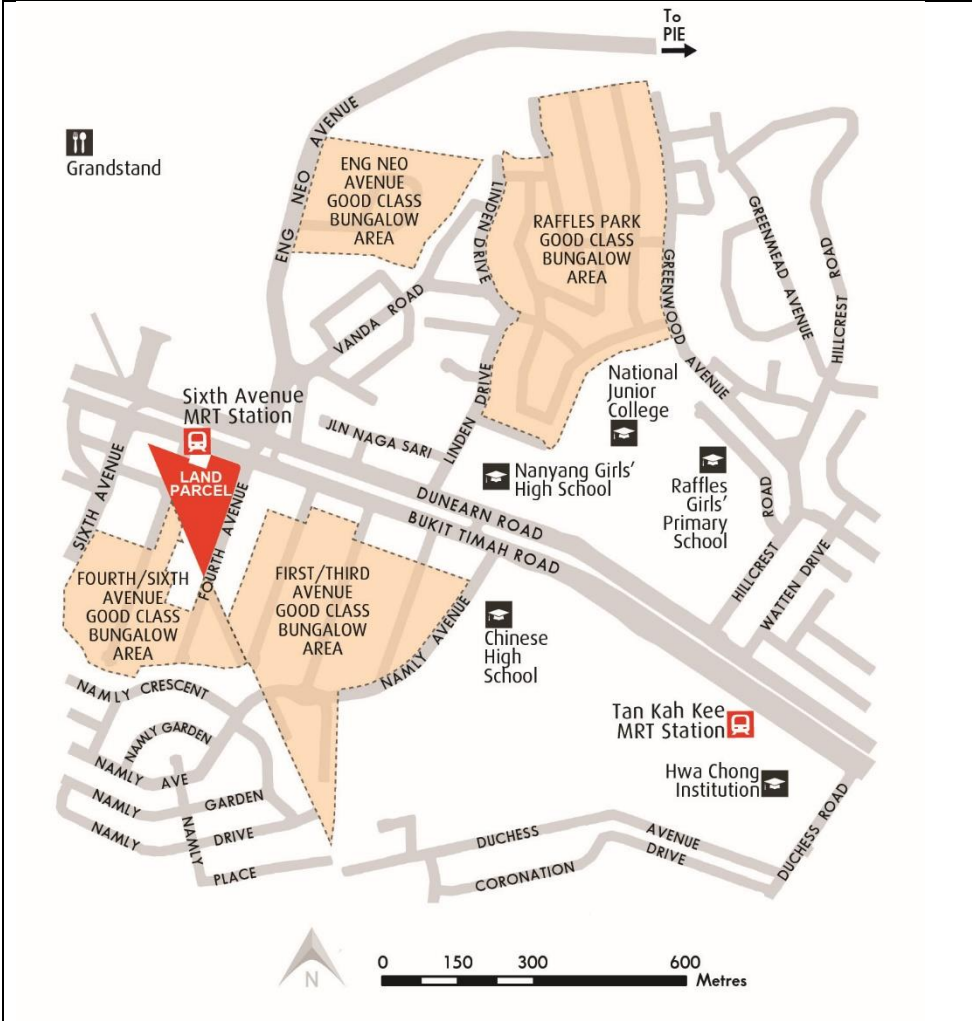 To
PIE
Grandstand
ENG NEO AVENUE
ENG NEO
AVENUE
GOOD CLASS
BUNGALOW
AREA
LINDEN DRIVE
RAFFLES PARK
GOOD CLASS
BUNGALOW
AREA
GREENWOOD AVENUE
GREENMEAD AVENUE
HILLCREST ROAD
VANDA ROAD
Sixth Avenue
MRT Station
JLN NAGA SARI
LINDEN DRIVE
National
Junior
College
Nanyang Girls'
High School
Raffles
Girls'
Primary
School
SIXTH AVENUE
LAND
PARCEL
FOURTH AVENUE
DUNEARN ROAD
BUKIT TIMAH ROAD
HILLCREST ROAD
WATTEN DRIVE
FOURTH/SIXTH
AVENUE
GOOD CLASS
BUNGALOW
AREA
FIRST/THIRD
AVENUE
GOOD CLASS
BUNGALOW
AREA
NAMLY AVENUE
Chinese
High
School
NAMLY CRESCENT
NAMLY GARDEN
NAMLY AVE
NAMLY GARDEN
NAMLY DRIVE
NAMLY PLACE
Tan Kah Kee
MRT Station
Hwa Chong
Institution
DUCHESS AVENUE
CORONATION DRIVE
DUCHESS ROAD
N
0 150 300 600
Metres